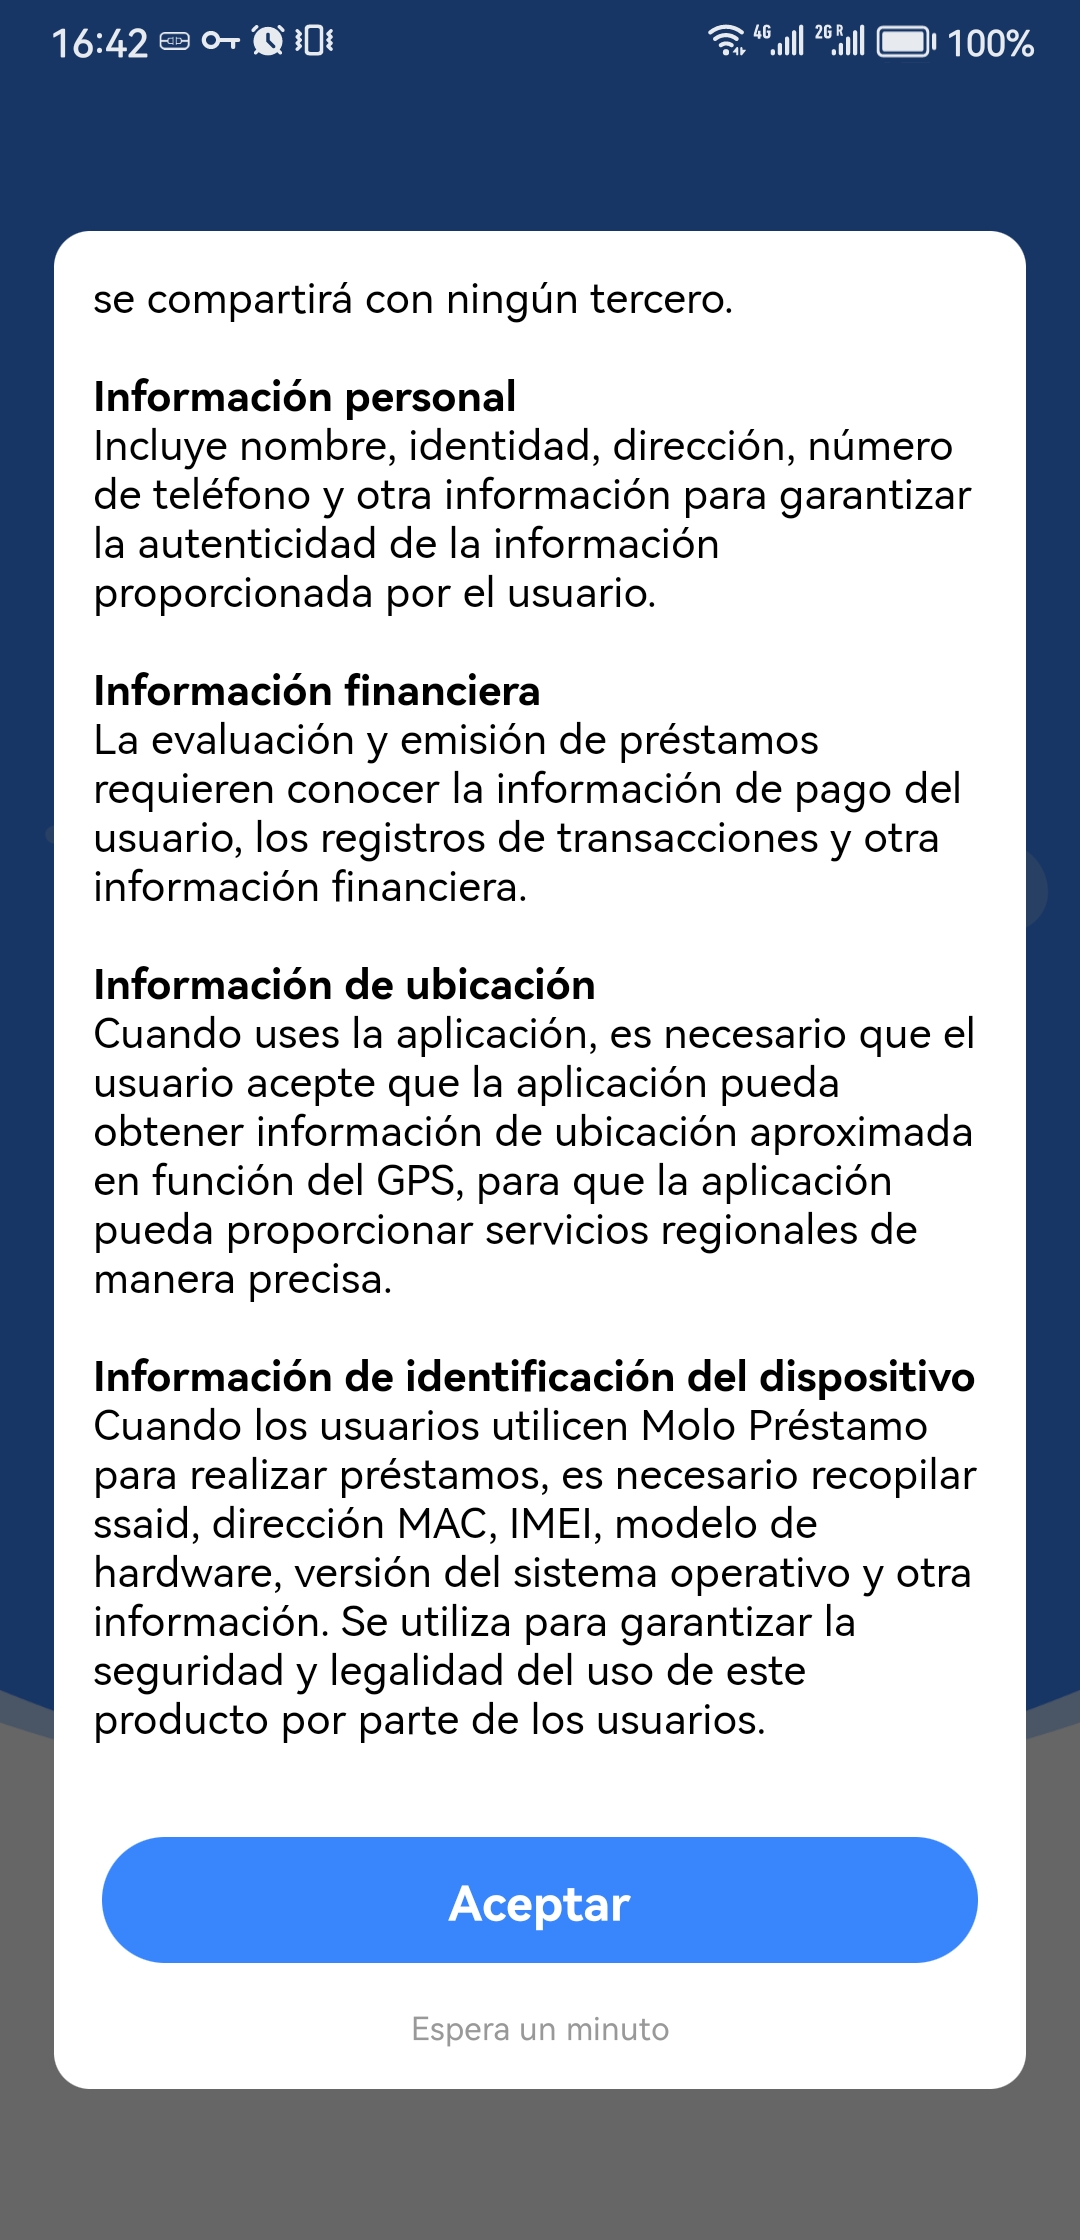 16:42
4G
2G R
100%
se compartirá con ningún tercero.
Información personal
Incluye nombre, identidad, dirección, número
de teléfono y otra información para garantizar
la autenticidad de la información
proporcionada por el usuario.
Información financiera
La evaluación y emisión de préstamos
requieren conocer la información de pago del
usuario, los registros de transacciones y otra
información financiera.
Información de ubicación
Cuando uses la aplicación, es necesario que el
usuario acepte que la aplicación pueda
obtener información de ubicación aproximada
en función del GPS, para que la aplicación
pueda proporcionar servicios regionales de
manera precisa.
Información de identificación del dispositivo
Cuando los usuarios utilicen Molo Préstamo
para realizar préstamos, es necesario recopilar
ssaid, dirección MAC, IMEI, modelo de
hardware, versión del sistema operativo y otra
información. Se utiliza para garantizar la
seguridad y legalidad del uso de este
producto por parte de los usuarios.
Aceptar
Espera un minuto